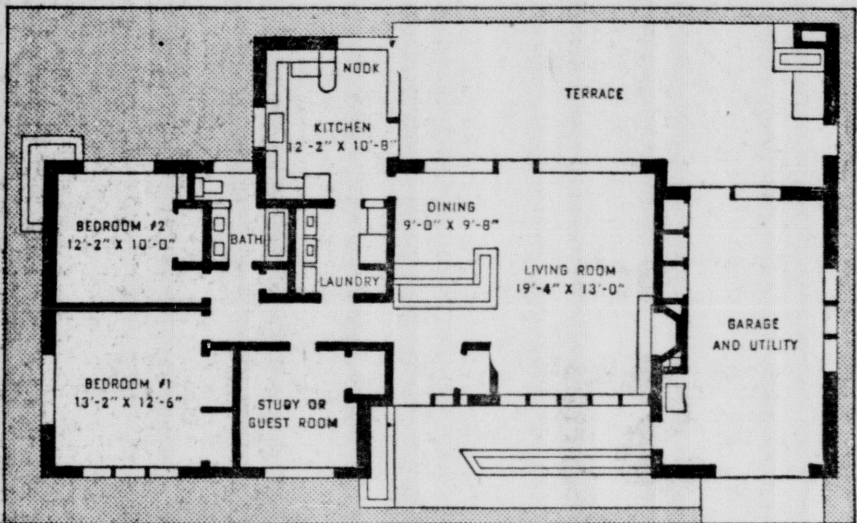 NOOK
TERRACE
KITCHEN
12'-2" X 10'-8"
BEDROOM #2
12'-2" X 10'-0"
BATH
DINING
9'-0" X 9'-8"
LAUNDRY
LIVING ROOM
19'-4" X 13'-0"
GARAGE
AND UTILITY
BEDROOM #1
13'-2" X 12'-6"
STUDY OR
GUEST ROOM